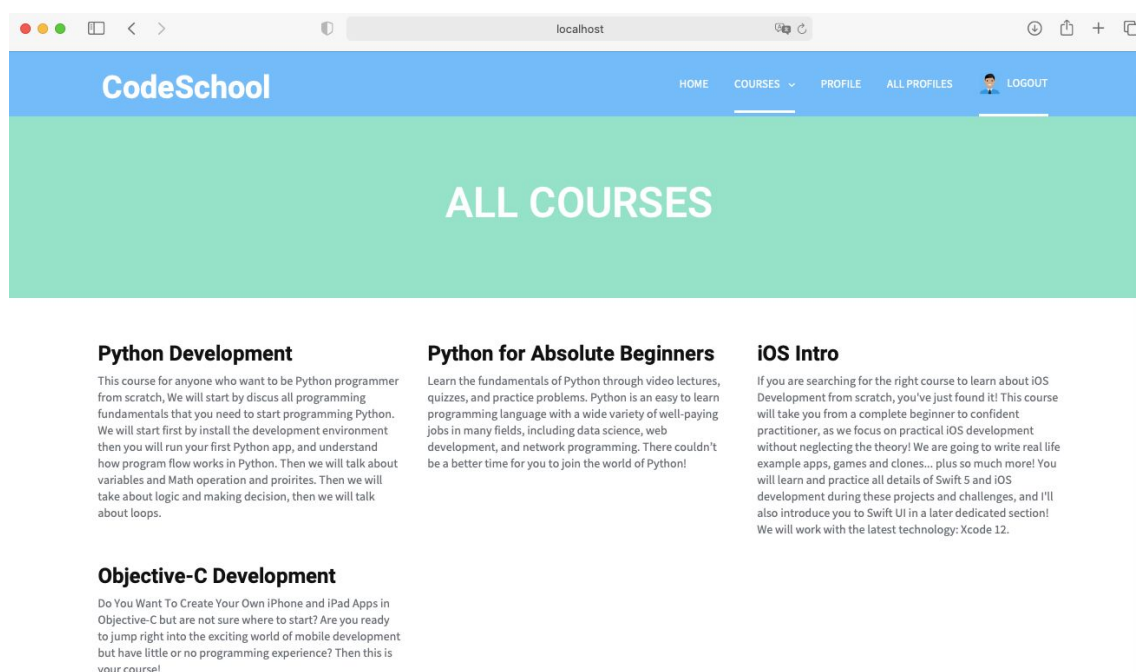 localhost
CodeSchool
HOME
COURSES
PROFILE
ALL PROFILES
LOGOUT
ALL COURSES
Python Development
This course for anyone who want to be Python programmer
from scratch, We will start by discus all programming
fundamentals that you need to start programming Python.
We will start first by install the development environment
then you will run your first Python app, and understand
how program flow works in Python. Then we will talk about
variables and Math operation and proirites. Then we will
take about logic and making decision, then we will talk
about loops.
Python for Absolute Beginners
Learn the fundamentals of Python through video lectures,
quizzes, and practice problems. Python is an easy to learn
programming language with a wide variety of well-paying
jobs in many fields, including data science, web
development, and network programming. There couldn't
be a better time for you to join the world of Python!
iOS Intro
If you are searching for the right course to learn about iOS
Development from scratch, you've just found it! This course
will take you from a complete beginner to confident
practitioner, as we focus on practical iOS development
without neglecting the theory! We are going to write real life
example apps, games and clones... plus so much more! You
will learn and practice all details of Swift 5 and iOS
development during these projects and challenges, and I'll
also introduce you to Swift UI in a later dedicated section!
We will work with the latest technology: Xcode 12.
Objective-C Development
Do You Want To Create Your Own iPhone and iPad Apps in
Objective-C but are not sure where to start? Are you ready
to jump right into the exciting world of mobile development
but have little or no programming experience? Then this is
your course!